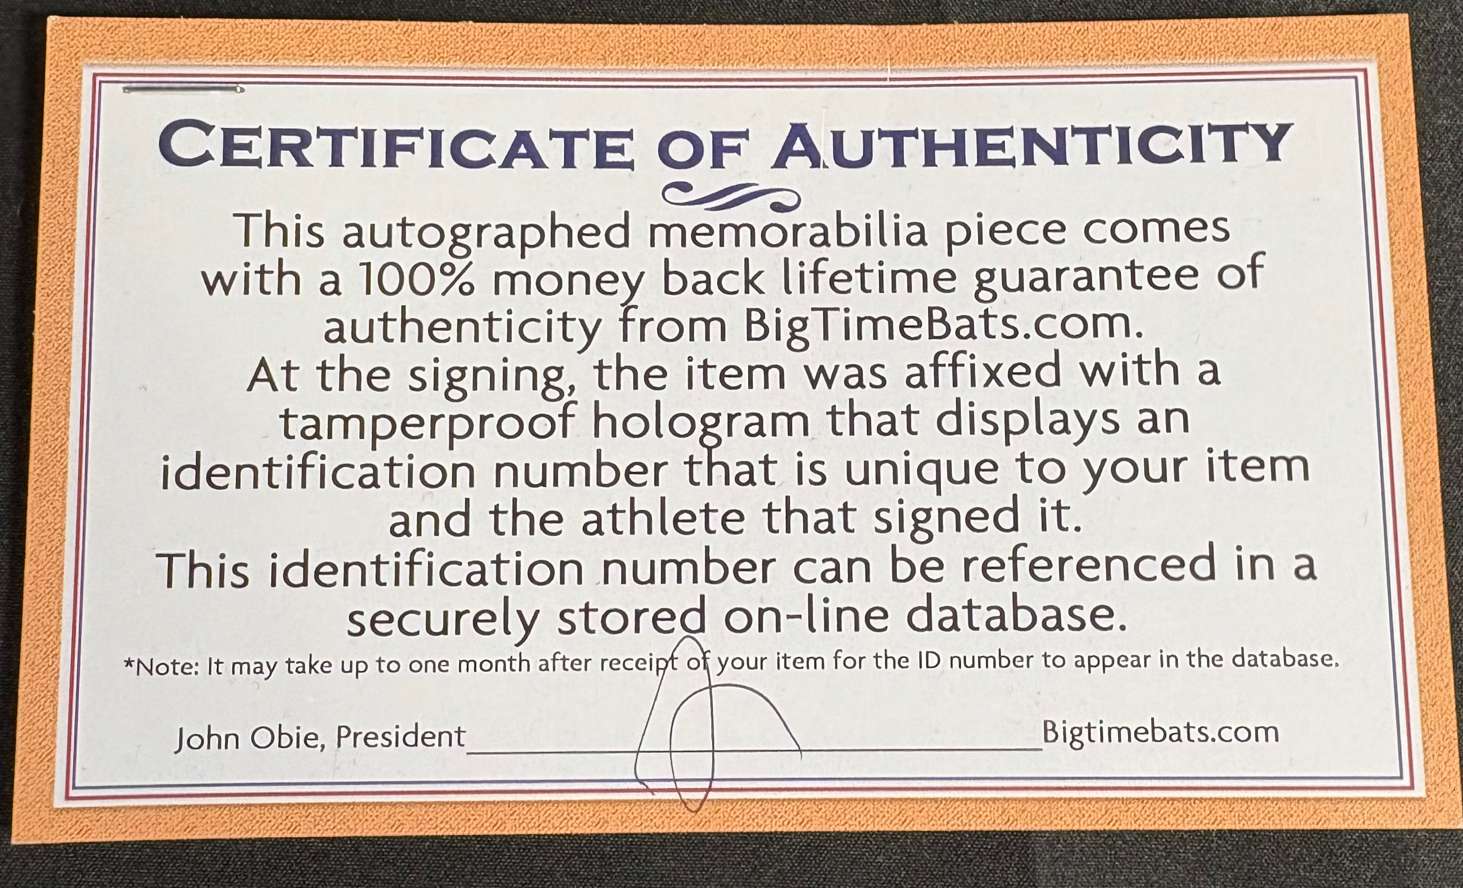 CERTIFICATE OF AUTHENTICITY
This autographed memorabilia piece comes
with a 100% money back lifetime guarantee of
authenticity from BigTimeBats.com.
At the signing, the item was affixed with a
tamperproof hologram that displays an
identification number that is unique to your item
and the athlete that signed it.
This identification number can be referenced in a
securely stored on-line database.
*Note: It may take up to one month after receipt of your item for the ID number to appear in the database.
John Obie, President Bigtimebats.com